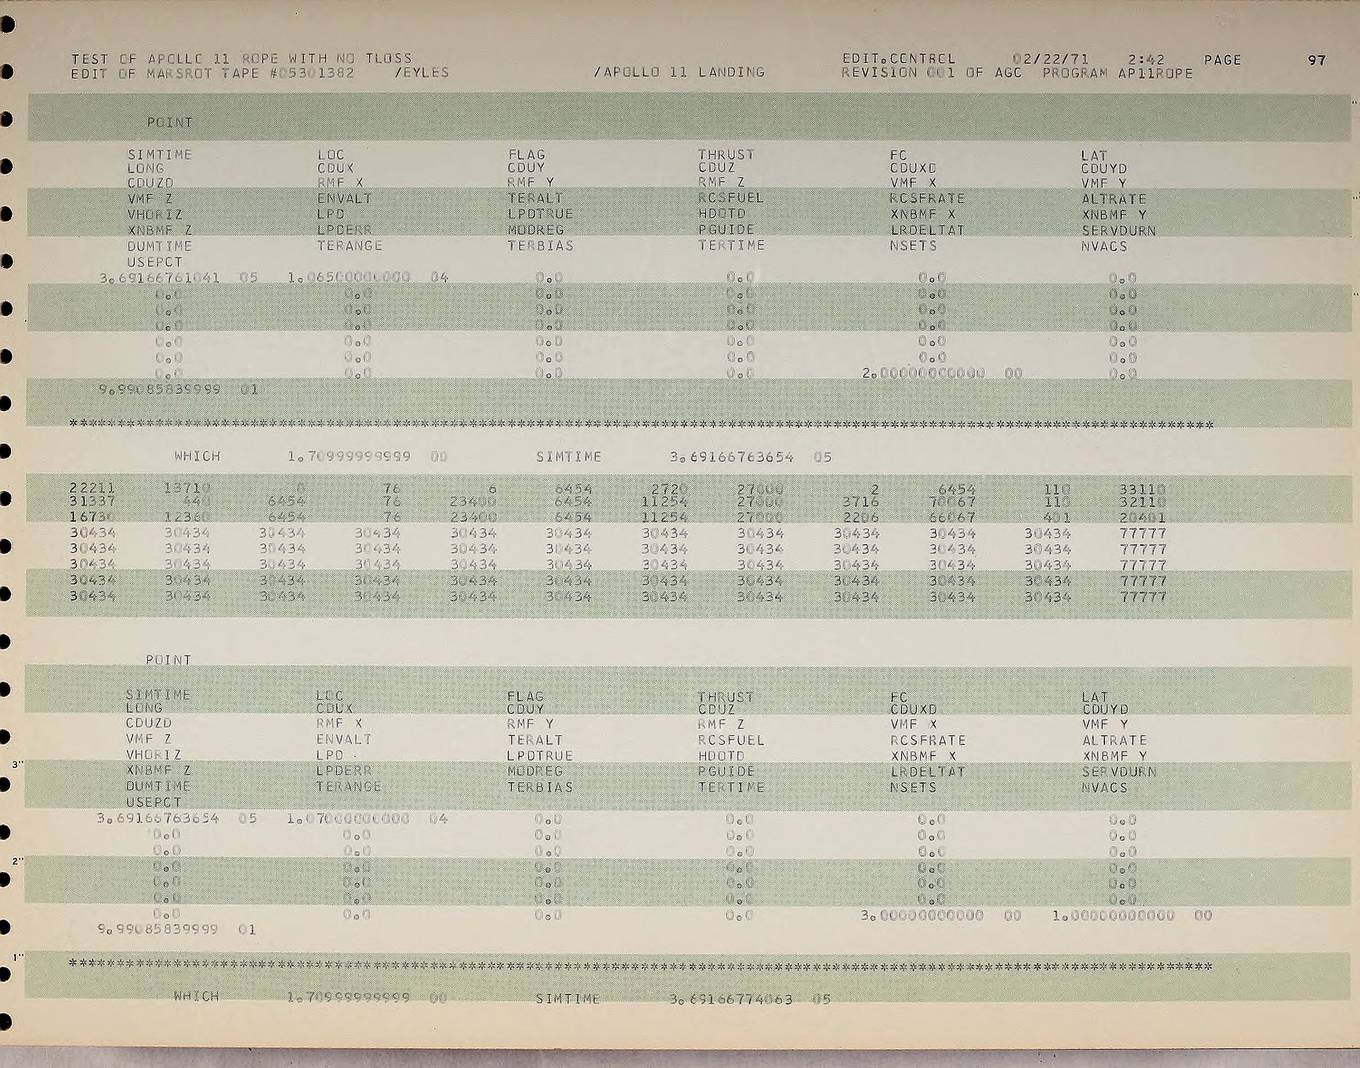 TEST OF APOLLO 11 ROPE WITH NO TLOSS EDIT.CONTROL 02/22/71 2:42 PAGE 97
EDIT OF MARSROT TAPE #05301382 /EYLES /APOLLO 11 LANDING REVISION 001 OF AGC PROGRAM AP11ROPE
POINT
SIMTIME LOC FLAG THRUST FC LAT
LONG CDUX CDUY CDUZ CDUXD CDUYD
CDUZD RMF X RMF Y RMF Z VMF X VMF Y
VMF Z ENVALT TERALT RCSFUEL RCSFRATE ALTRATE
VHORIZ LPD LPDTRUE HDOTD XNBMF X XNBMF Y
XNBMF Z LPDERR MODREG PGUIDE LRDELTAT SERVDURN
DUMTIME TERANGE TERBIAS TERTIME NSETS NVACS
USEPCT
3.69166761041 05 1.06500000000 04 0.0 0.0 0.0 0.0
0.0 0.0 0.0 0.0 0.0 0.0
0.0 0.0 0.0 0.0 0.0 0.0
0.0 0.0 0.0 0.0 0.0 0.0
0.0 0.0 0.0 0.0 0.0 0.0
0.0 0.0 0.0 0.0 0.0 0.0
0.0 0.0 0.0 0.0 2.00000000000 00 0.0
9.99085839999 01
************************************************************************************************************************
WHICH 1.70999999999 00 SIMTIME 3.69166763654 05
22211 13710 0 76 6 6454 2720 27000 2 6454 110 33110
31337 440 6454 76 23400 6454 11254 27000 3716 70067 110 32110
16730 12360 6454 76 23400 6454 11254 27000 2206 66067 401 20401
30434 30434 30434 30434 30434 30434 30434 30434 30434 30434 30434 77777
30434 30434 30434 30434 30434 30434 30434 30434 30434 30434 30434 77777
30434 30434 30434 30434 30434 30434 30434 30434 30434 30434 30434 77777
30434 30434 30434 30434 30434 30434 30434 30434 30434 30434 30434 77777
30434 30434 30434 30434 30434 30434 30434 30434 30434 30434 30434 77777
POINT
SIMTIME LOC FLAG THRUST FC LAT
LONG CDUX CDUY CDUZ CDUXD CDUYD
CDUZD RMF X RMF Y RMF Z VMF X VMF Y
VMF Z ENVALT TERALT RCSFUEL RCSFRATE ALTRATE
VHORIZ LPD LPDTRUE HDOTD XNBMF X XNBMF Y
3" XNBMF Z LPDERR MODREG PGUIDE LRDELTAT SERVDURN
DUMTIME TERANGE TERBIAS TERTIME NSETS NVACS
USEPCT
3.69166763654 05 1.07000000000 04 0.0 0.0 0.0 0.0
0.0 0.0 0.0 0.0 0.0 0.0
0.0 0.0 0.0 0.0 0.0 0.0
2" 0.0 0.0 0.0 0.0 0.0 0.0
0.0 0.0 0.0 0.0 0.0 0.0
0.0 0.0 0.0 0.0 0.0 0.0
0.0 0.0 0.0 0.0 3.00000000000 00 1.00000000000 00
9.99085839999 01
1" ************************************************************************************************************************
WHICH 1.70999999999 00 SIMTIME 3.69166774063 05